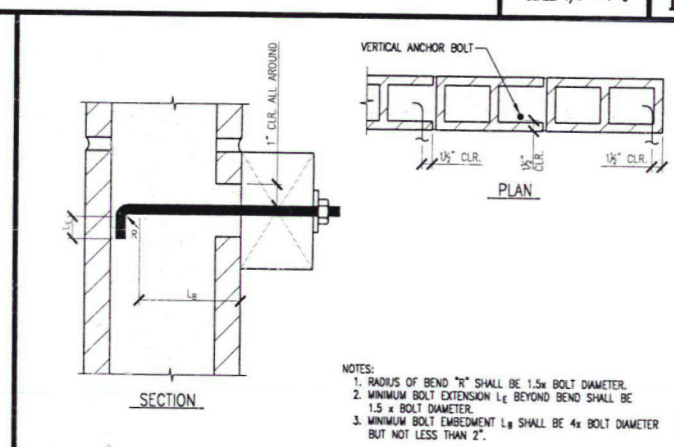 1" CLR. ALL AROUND
VERTICAL ANCHOR BOLT
1½" CLR.
1½" CLR.
1½" CLR.
PLAN
LE
R
LB
SECTION
NOTES:
1. RADIUS OF BEND "R" SHALL BE 1.5x BOLT DIAMETER.
2. MINIMUM BOLT EXTENSION LE BEYOND BEND SHALL BE
1.5 x BOLT DIAMETER.
3. MINIMUM BOLT EMBEDMENT LB SHALL BE 4x BOLT DIAMETER
BUT NOT LESS THAN 2".